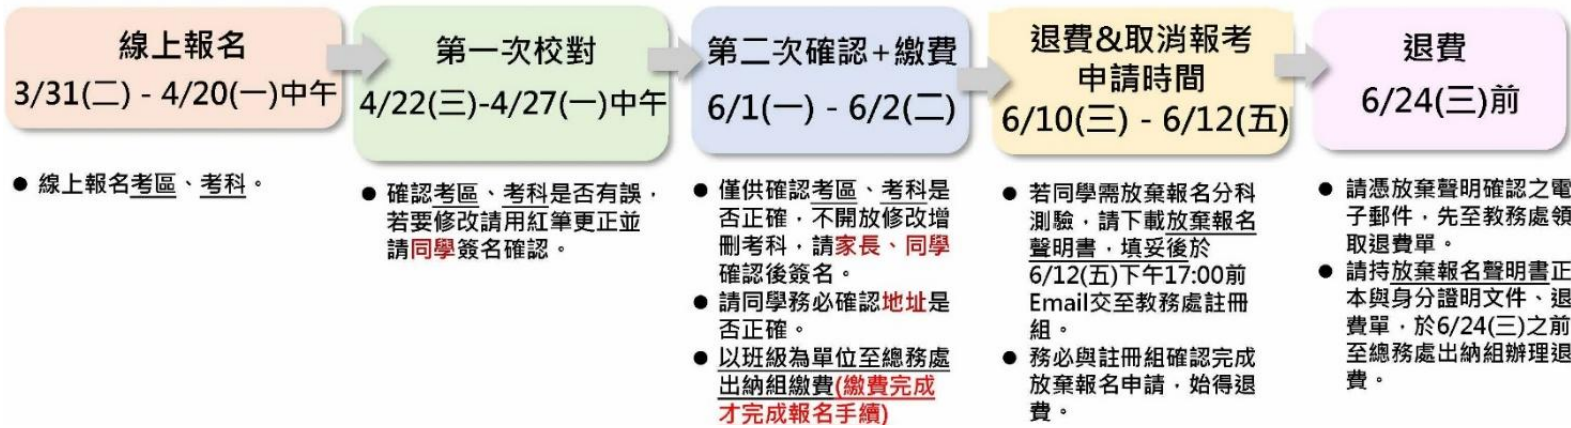 線上報名
3/31(二) - 4/20(一)中午
● 線上報名考區、考科。
第一次校對
4/22(三)-4/27(一)中午
● 確認考區、考科是否有誤，
若要修改請用紅筆更正並
請同學簽名確認。
第二次確認+繳費
6/1(一) - 6/2(二)
● 僅供確認考區、考科是
否正確，不開放修改增
刪考科，請家長、同學
確認後簽名。
● 請同學務必確認地址是
否正確。
● 以班級為單位至總務處
出納組繳費(繳費完成
才完成報名手續)
退費&取消報考
申請時間
6/10(三) - 6/12(五)
● 若同學需放棄報名分科
測驗，請下載放棄報名
聲明書，填妥後於
6/12(五)下午17:00前
Email交至教務處註冊
組。
● 務必與註冊組確認完成
放棄報名申請，始得退
費。
退費
6/24(三)前
● 請憑放棄聲明確認之電
子郵件，先至教務處領
取退費單。
● 請持放棄報名聲明書正
本與身分證明文件、退
費單，於6/24(三)之前
至總務處出納組辦理退
費。